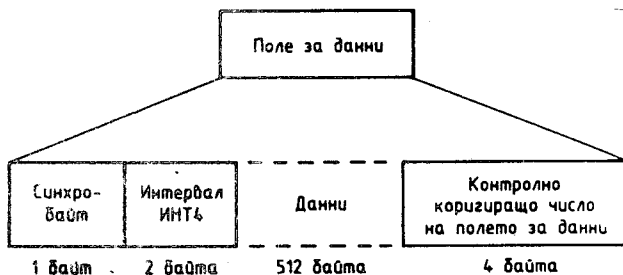 Поле за данни
Синхро-
байт
Интервал
ИНТ4
Данни
Контролно
коригиращо число
на полето за данни
1 байт
2 байта
512 байта
4 байта